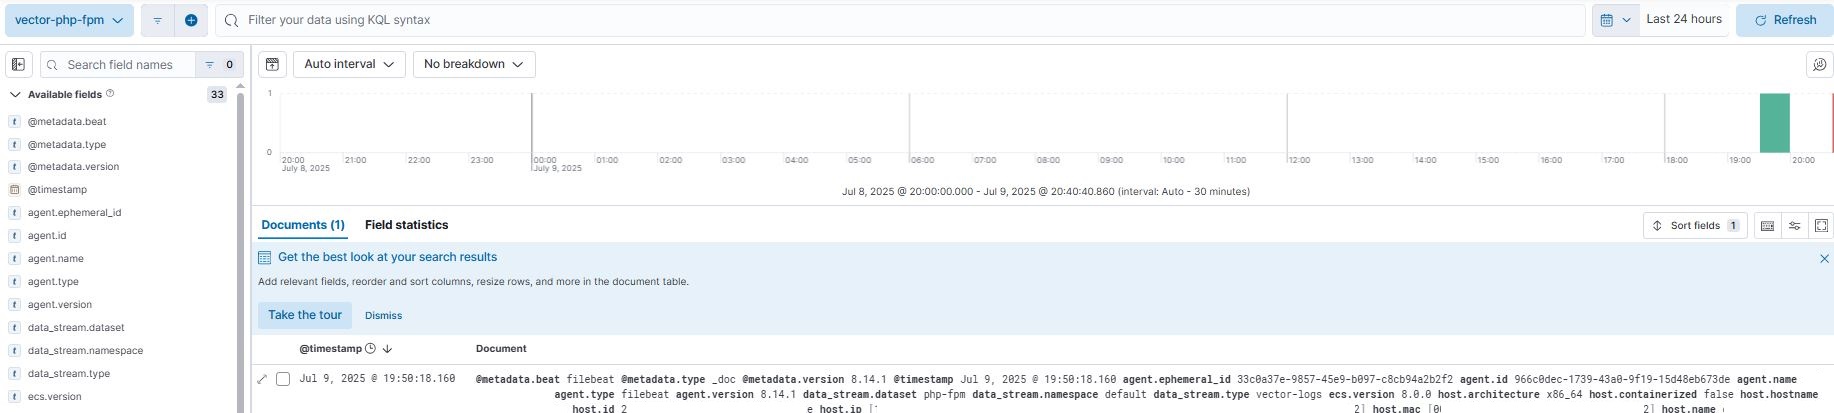 vector-php-fpm
Filter your data using KQL syntax
Last 24 hours
Refresh
Search field names
0
Auto interval
No breakdown
Available fields
33
@metadata.beat
@metadata.type
@metadata.version
@timestamp
agent.ephemeral_id
agent.id
agent.name
agent.type
agent.version
data_stream.dataset
data_stream.namespace
data_stream.type
ecs.version
1
0
20:00 21:00 22:00 23:00 00:00 01:00 02:00 03:00 04:00 05:00 06:00 07:00 08:00 09:00 10:00 11:00 12:00 13:00 14:00 15:00 16:00 17:00 18:00 19:00 20:00
July 8, 2025 July 9, 2025
Jul 8, 2025 @ 20:00:00.000 - Jul 9, 2025 @ 20:40:40.860 (interval: Auto - 30 minutes)
Documents (1) Field statistics
Sort fields 1
Get the best look at your search results
Add relevant fields, reorder and sort columns, resize rows, and more in the document table.
Take the tour Dismiss
@timestamp Document
Jul 9, 2025 @ 19:50:18.160 @metadata.beat filebeat @metadata.type _doc @metadata.version 8.14.1 @timestamp Jul 9, 2025 @ 19:50:18.160 agent.ephemeral_id 33c0a37e-9857-45e9-b097-c8cb94a2b2f2 agent.id 966c0dec-1739-43a0-9f19-15d48eb673de agent.name
agent.type filebeat agent.version 8.14.1 data_stream.dataset php-fpm data_stream.namespace default data_stream.type vector-logs ecs.version 8.0.0 host.architecture x86_64 host.containerized false host.hostname
host.id 2 e host.ip [ 2] host.mac [0 2] host.name